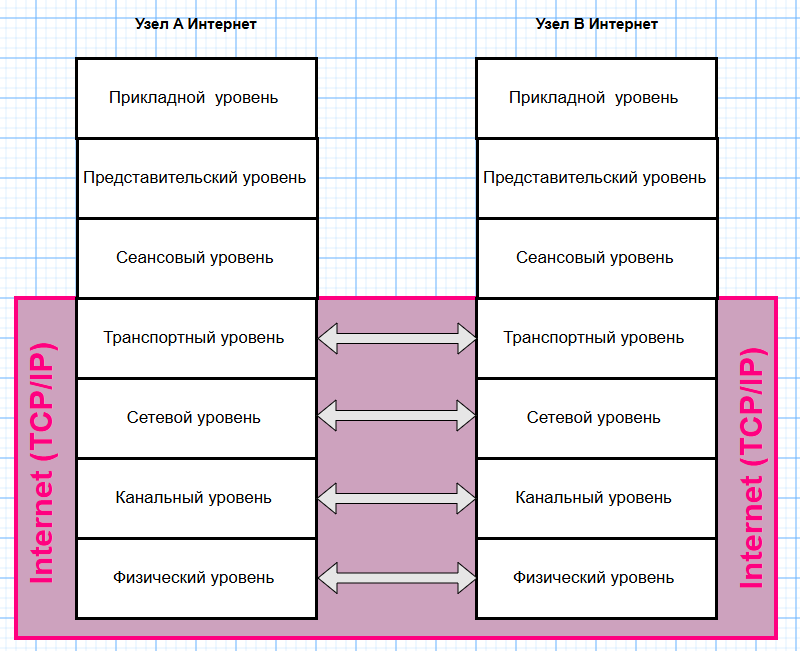 Узел А Интернет
Узел В Интернет
Прикладной  уровень
Прикладной  уровень
Представительский уровень
Представительский уровень
Сеансовый уровень
Сеансовый уровень
Транспортный уровень
Транспортный уровень
Сетевой уровень
Сетевой уровень
Канальный уровень
Канальный уровень
Физический уровень
Физический уровень
Internet (TCP/IP)
Internet (TCP/IP)